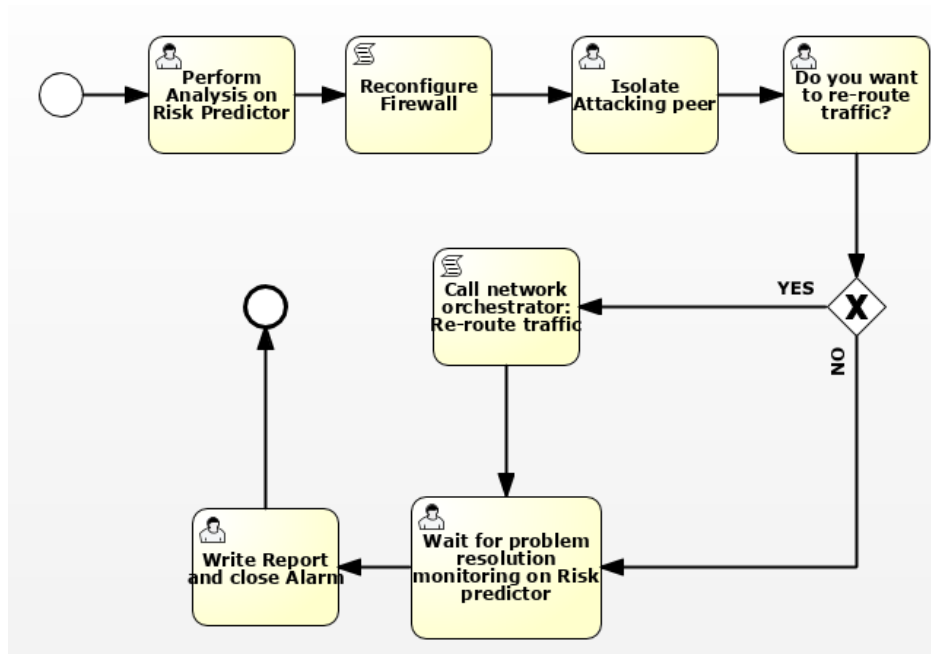 Perform
Analysis on
Risk Predictor
Reconfigure
Firewall
Isolate
Attacking peer
Do you want
to re-route
traffic?
X
YES
NO
Call network
orchestrator:
Re-route traffic
Wait for problem
resolution
monitoring on Risk
predictor
Write Report
and close Alarm